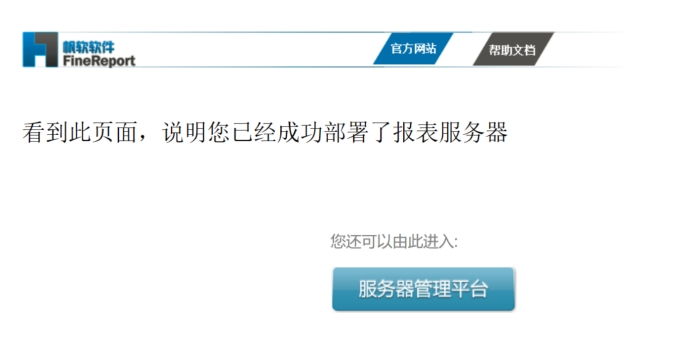 帆软软件
FineReport
官方网站
帮助文档
看到此页面，说明您已经成功部署了报表服务器
您还可以由此进入:
服务器管理平台